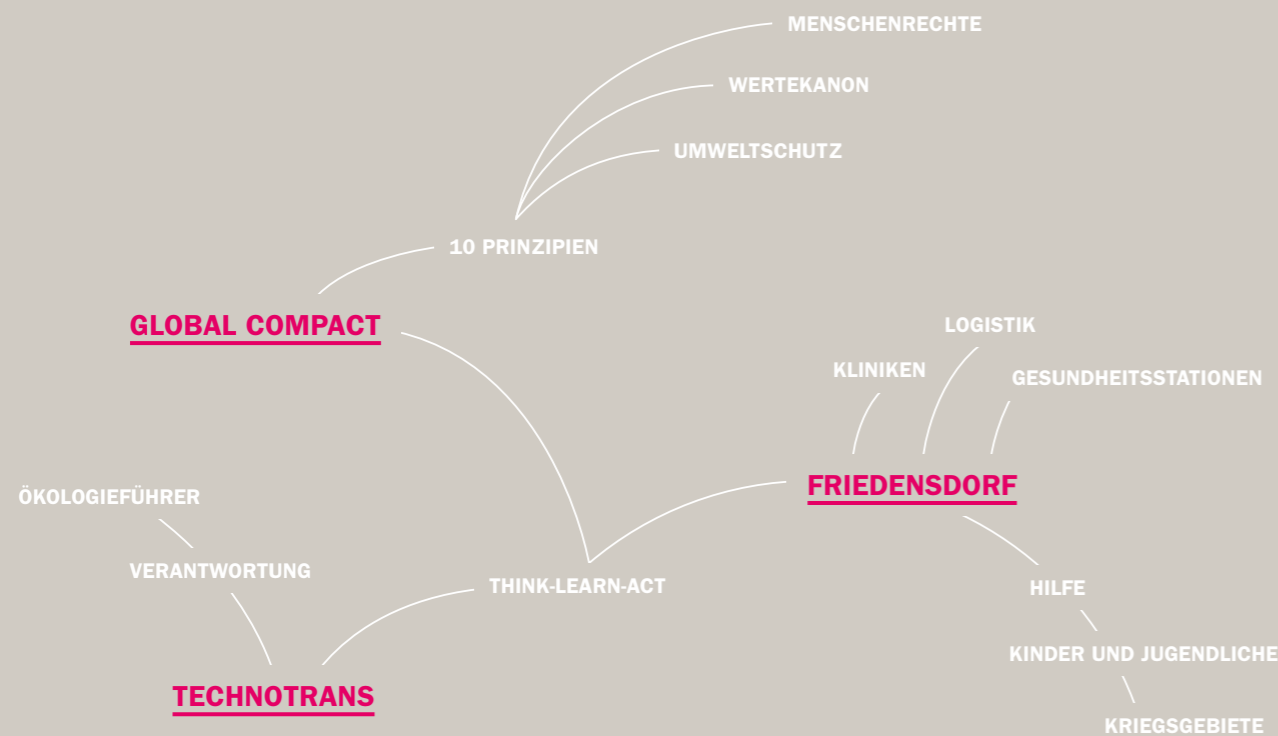 MENSCHENRECHTE
WERTEKANON
UMWELTSCHUTZ
10 PRINZIPIEN
GLOBAL COMPACT
LOGISTIK
KLINIKEN
GESUNDHEITSSTATIONEN
FRIEDENSDORF
ÖKOLOGIEFÜHRER
VERANTWORTUNG
THINK-LEARN-ACT
HILFE
KINDER UND JUGENDLICHE
TECHNOTRANS
KRIEGSGEBIETE